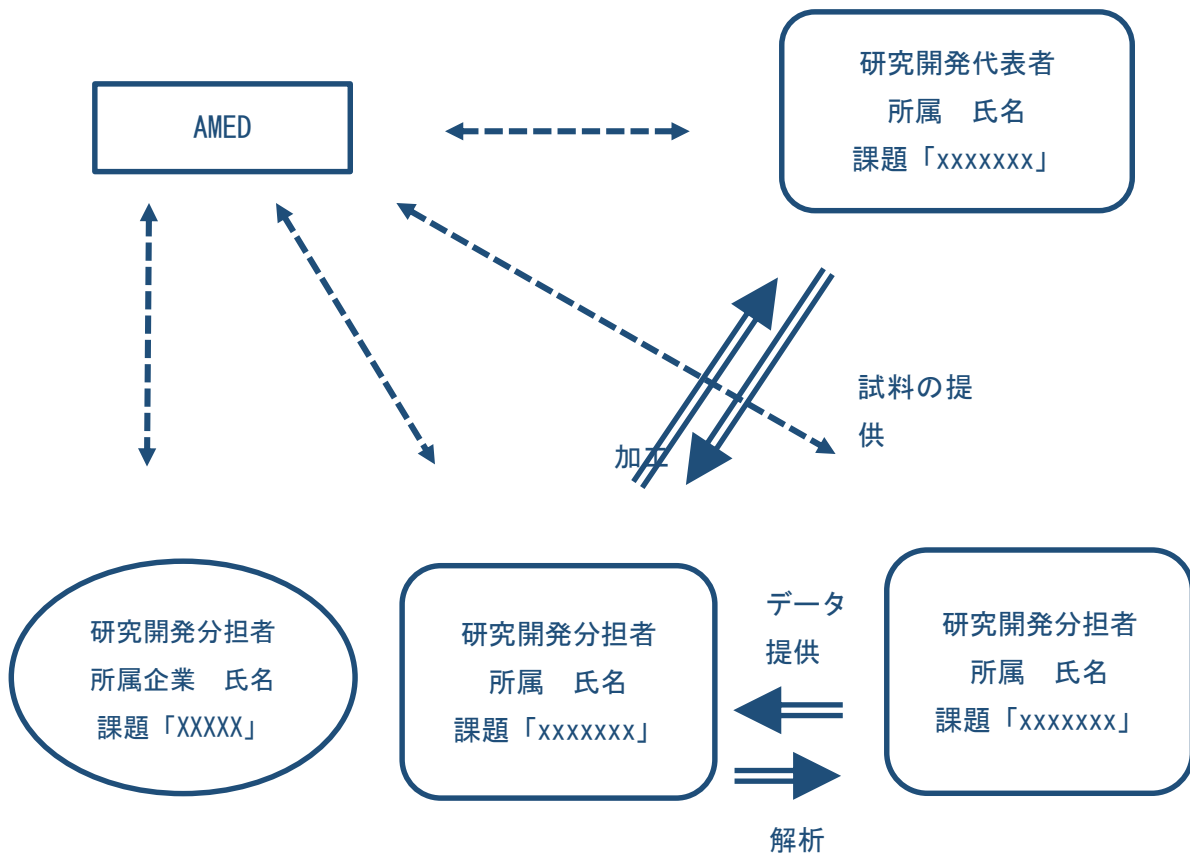 研究開発代表者
所属　氏名
課題「xxxxxxx」
AMED
試料の提
供
加工
研究開発分担者
所属企業　氏名
課題「XXXXX」
研究開発分担者
所属　氏名
課題「xxxxxxx」
データ
提供
解析
研究開発分担者
所属　氏名
課題「xxxxxxx」